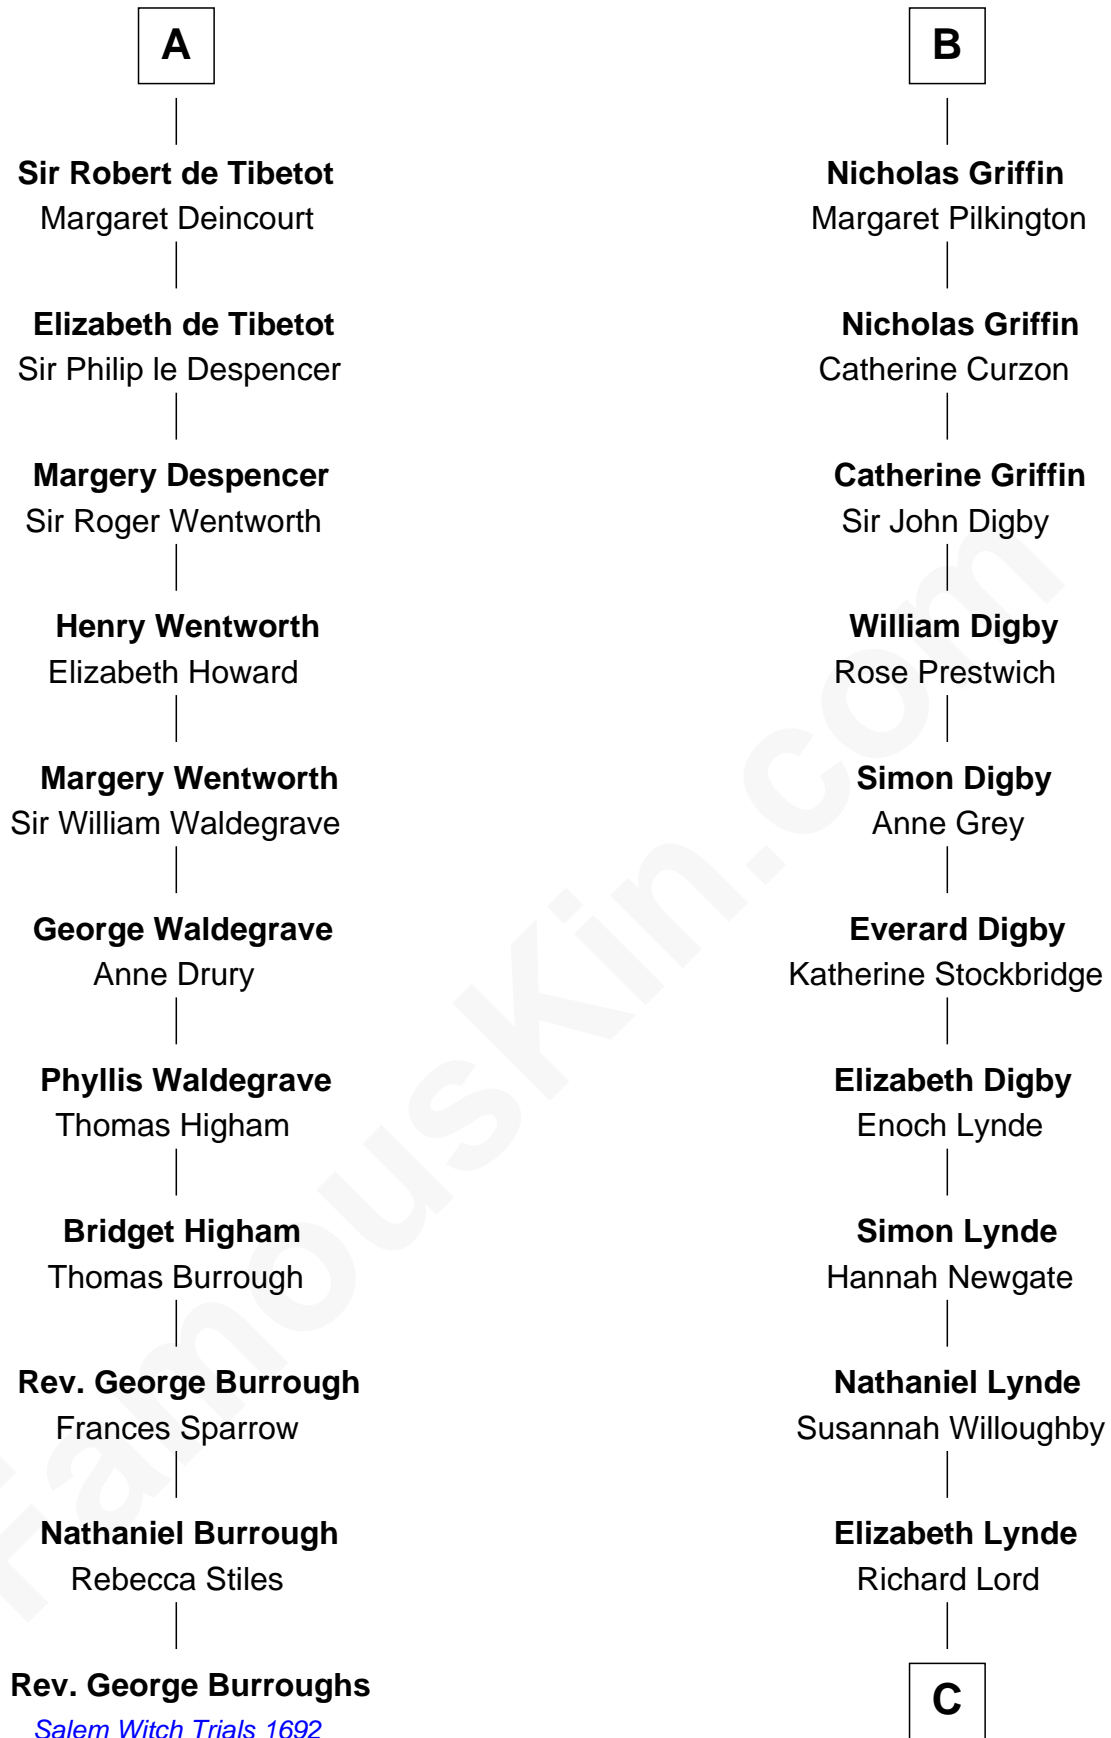 A
Sir Robert de Tibetot
Margaret Deincourt
Elizabeth de Tibetot
Sir Philip le Despencer
Margery Despencer
Sir Roger Wentworth
Henry Wentworth
Elizabeth Howard
Margery Wentworth
Sir William Waldegrave
George Waldegrave
Anne Drury
Phyllis Waldegrave
Thomas Higham
Bridget Higham
Thomas Burrough
Rev. George Burrough
Frances Sparrow
Nathaniel Burrough
Rebecca Stiles
Rev. George Burroughs
Salem Witch Trials 1692
B
Nicholas Griffin
Margaret Pilkington
Nicholas Griffin
Catherine Curzon
Catherine Griffin
Sir John Digby
William Digby
Rose Prestwich
Simon Digby
Anne Grey
Everard Digby
Katherine Stockbridge
Elizabeth Digby
Enoch Lynde
Simon Lynde
Hannah Newgate
Nathaniel Lynde
Susannah Willoughby
Elizabeth Lynde
Richard Lord
C
FamousKin.com